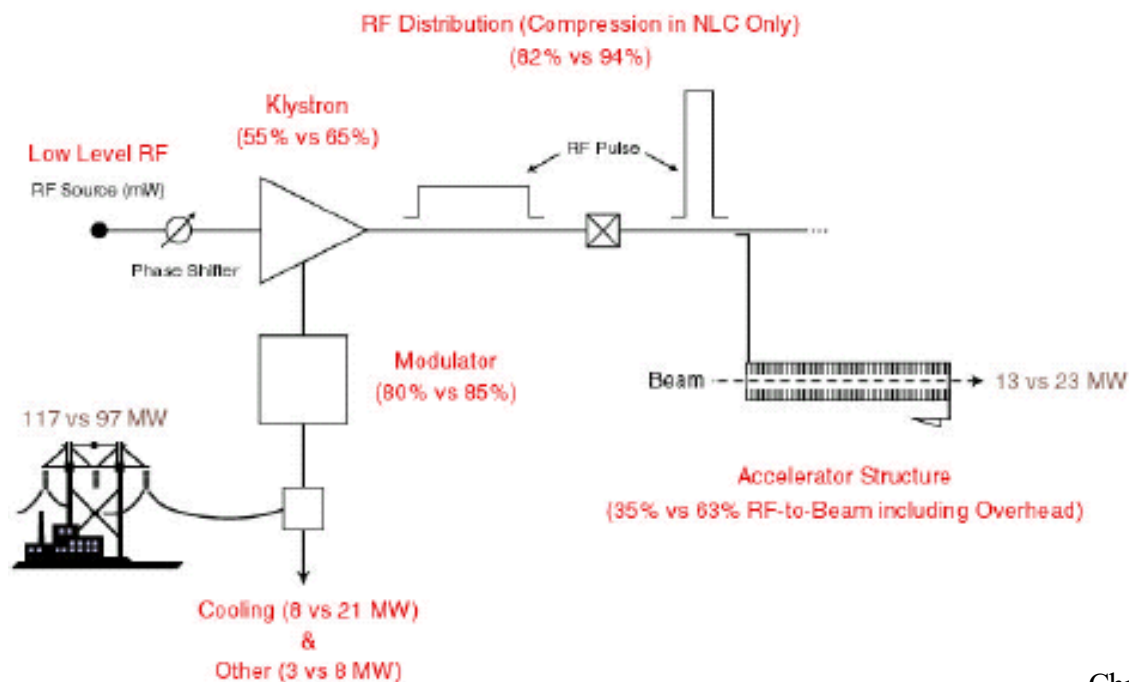 RF Distribution (Compression in NLC Only)
(82% vs 94%)
Klystron
(55% vs 65%)
Low Level RF
RF Source (mW)
RF Pulse
Phase Shifter
Modulator
(80% vs 85%)
Beam
13 vs 23 MW
117 vs 97 MW
Accelerator Structure
(35% vs 63% RF-to-Beam including Overhead)
Cooling (8 vs 21 MW)
&
Other (3 vs 8 MW)